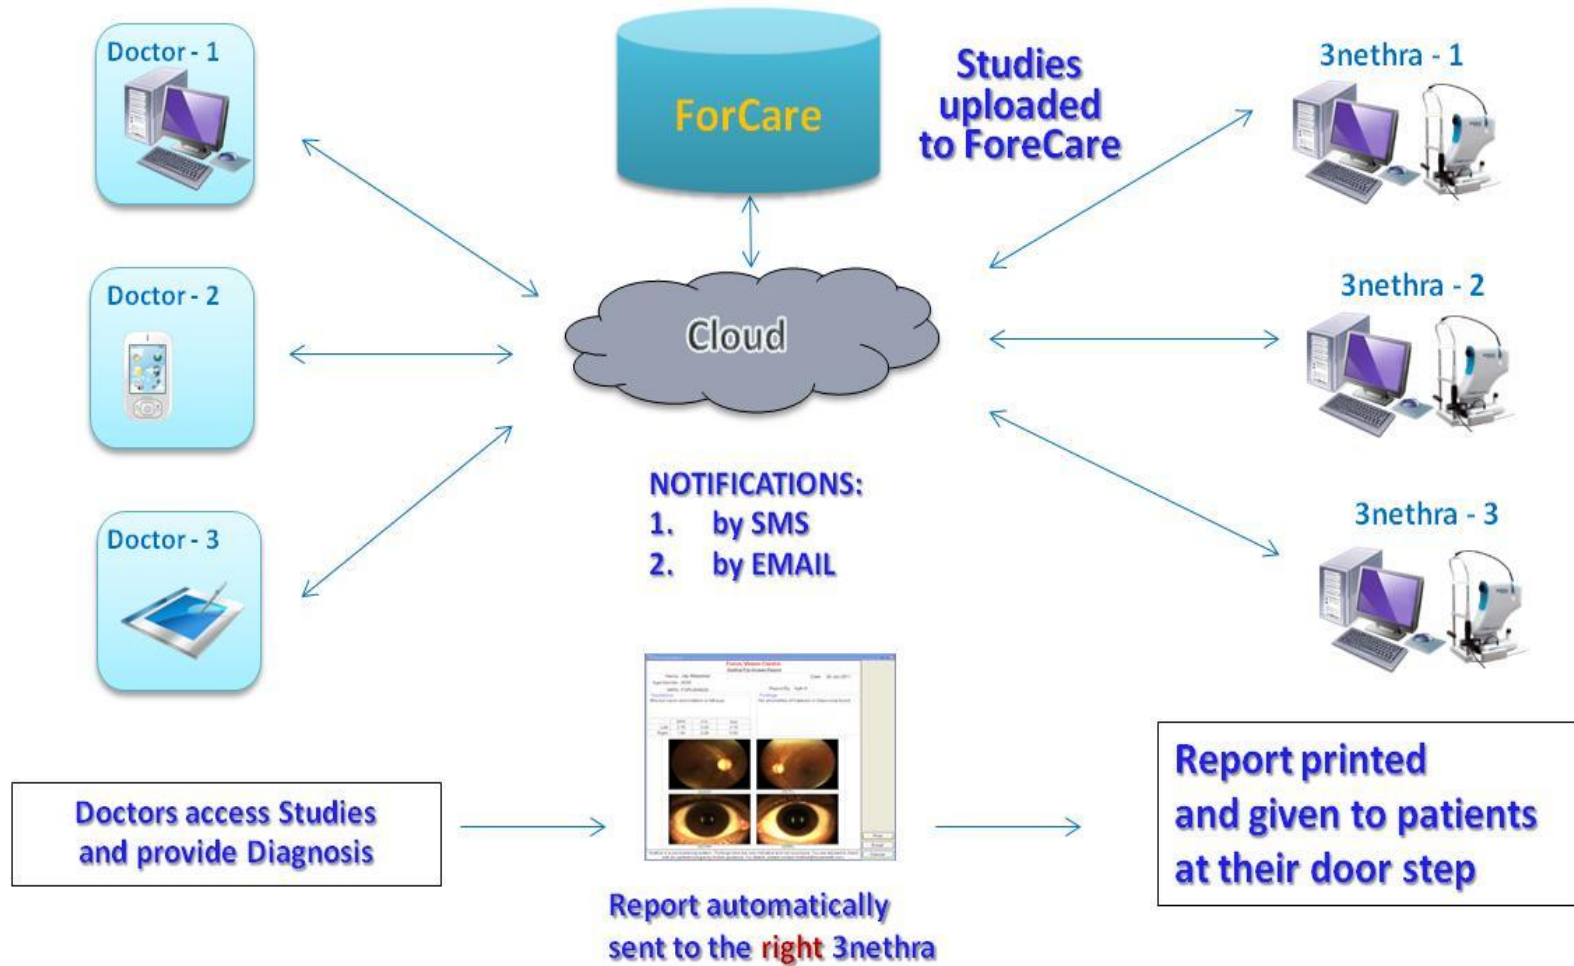 Doctor - 1
ForCare
Studies
uploaded
to ForeCare
3nethra - 1
Doctor - 2
Cloud
3nethra - 2
Doctor - 3
NOTIFICATIONS:
1. by SMS
2. by EMAIL
3nethra - 3
Doctors access Studies
and provide Diagnosis
Report automatically
sent to the right 3nethra
Report printed
and given to patients
at their door step